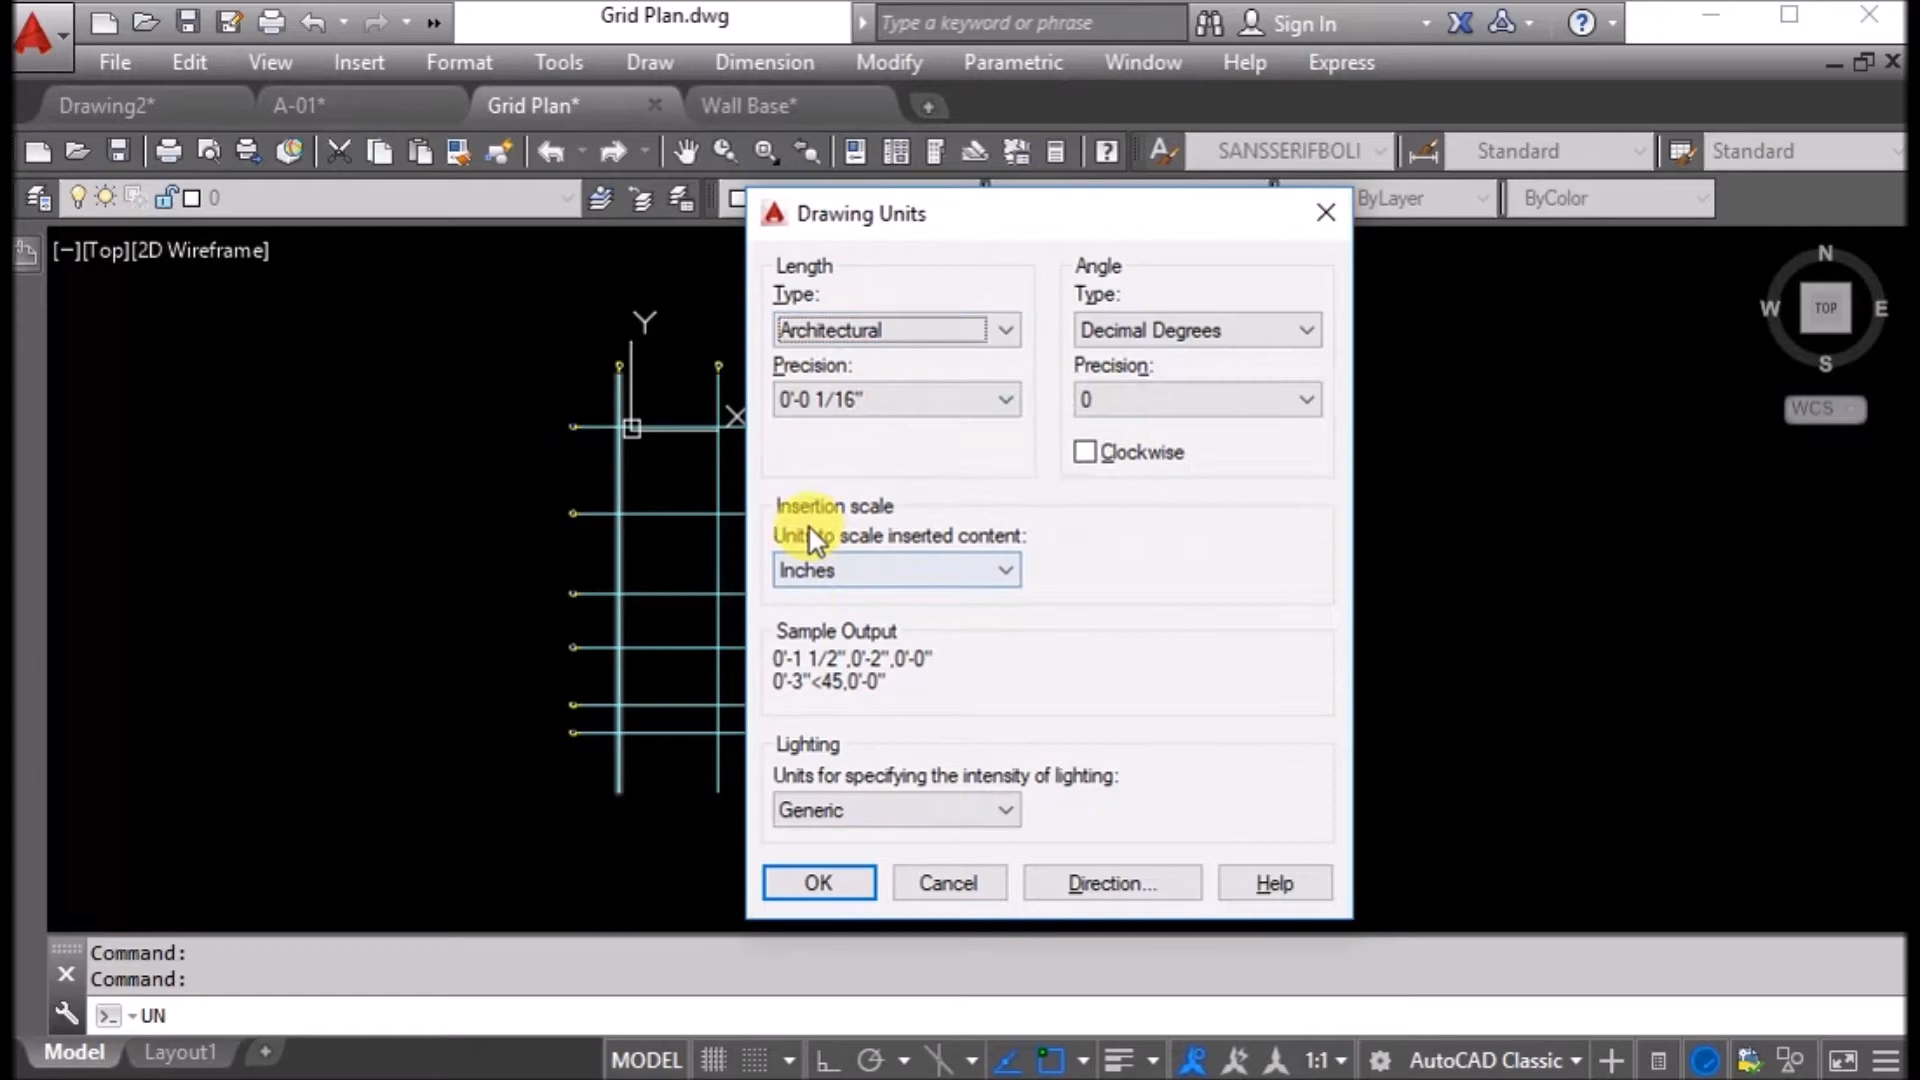 Grid Plan.dwg
Type a keyword or phrase
Sign In
File Edit View Insert Format Tools Draw Dimension Modify Parametric Window Help Express
Drawing2* A-01* Grid Plan* Wall Base*
SANSSERIFBOLI Standard Standard
0 ByLayer ByColor
[−][Top][2D Wireframe]
Drawing Units
Length
Type:
Architectural
Precision:
0'-0 1/16"
Angle
Type:
Decimal Degrees
Precision:
0
Clockwise
Insertion scale
Units to scale inserted content:
Inches
Sample Output
0'-1 1/2",0'-2",0'-0"
0'-3"<45,0'-0"
Lighting
Units for specifying the intensity of lighting:
Generic
OK Cancel Direction... Help
Y
X
N
W TOP E
S
WCS
Command:
Command:
UN
Model Layout1
MODEL 1:1 AutoCAD Classic